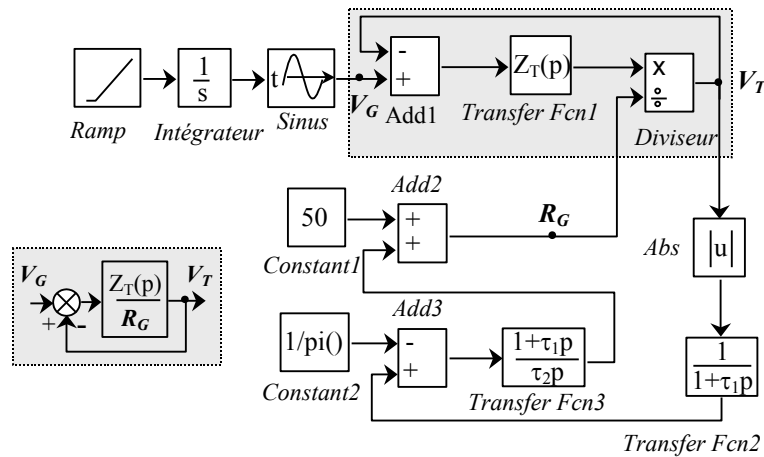 -
+
Add1
Z_T(p)
Transfer Fcn1
x
÷
Diviseur
V_T
Ramp
1
s
Intégrateur
t
Sinus
V_G
Add2
50
+
+
Constant1
R_G
Abs
|u|
V_G
Z_T(p)
R_G
V_T
+
-
Add3
1/pi()
-
+
Constant2
1+τ₁p
τ₂p
Transfer Fcn3
1
1+τ₁p
Transfer Fcn2